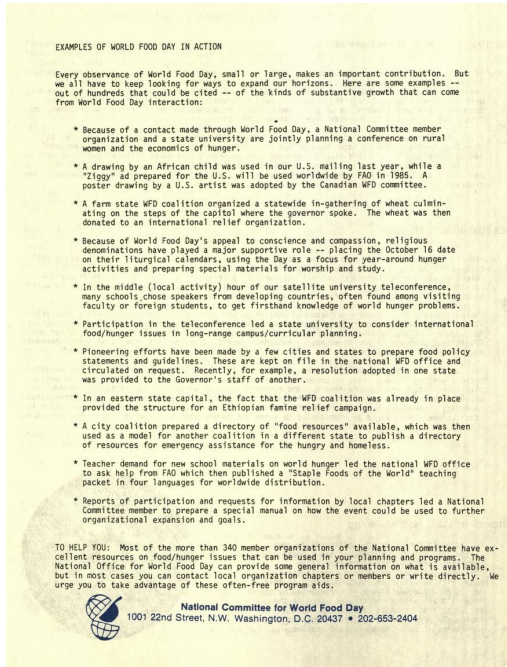 EXAMPLES OF WORLD FOOD DAY IN ACTION
Every observance of World Food Day, small or large, makes an important contribution. But
we all have to keep looking for ways to expand our horizons. Here are some examples --
out of hundreds that could be cited -- of the kinds of substantive growth that can come
from World Food Day interaction:
* Because of a contact made through World Food Day, a National Committee member
organization and a state university are jointly planning a conference on rural
women and the economics of hunger.
* A drawing by an African child was used in our U.S. mailing last year, while a
"Ziggy" ad prepared for the U.S. will be used worldwide by FAO in 1985. A
poster drawing by a U.S. artist was adopted by the Canadian WFD committee.
* A farm state WFD coalition organized a statewide in-gathering of wheat culmin-
ating on the steps of the capitol where the governor spoke. The wheat was then
donated to an international relief organization.
* Because of World Food Day's appeal to conscience and compassion, religious
denominations have played a major supportive role -- placing the October 16 date
on their liturgical calendars, using the Day as a focus for year-around hunger
activities and preparing special materials for worship and study.
* In the middle (local activity) hour of our satellite university teleconference,
many schools chose speakers from developing countries, often found among visiting
faculty or foreign students, to get firsthand knowledge of world hunger problems.
* Participation in the teleconference led a state university to consider international
food/hunger issues in long-range campus/curricular planning.
* Pioneering efforts have been made by a few cities and states to prepare food policy
statements and guidelines. These are kept on file in the national WFD office and
circulated on request. Recently, for example, a resolution adopted in one state
was provided to the Governor's staff of another.
* In an eastern state capital, the fact that the WFD coalition was already in place
provided the structure for an Ethiopian famine relief campaign.
* A city coalition prepared a directory of "food resources" available, which was then
used as a model for another coalition in a different state to publish a directory
of resources for emergency assistance for the hungry and homeless.
* Teacher demand for new school materials on world hunger led the national WFD office
to ask help from FAO which then published a "Staple Foods of the World" teaching
packet in four languages for worldwide distribution.
* Reports of participation and requests for information by local chapters led a National
Committee member to prepare a special manual on how the event could be used to further
organizational expansion and goals.
TO HELP YOU: Most of the more than 340 member organizations of the National Committee have ex-
cellent resources on food/hunger issues that can be used in your planning and programs. The
National Office for World Food Day can provide some general information on what is available,
but in most cases you can contact local organization chapters or members or write directly. We
urge you to take advantage of these often-free program aids.
National Committee for World Food Day
1001 22nd Street, N.W. Washington, D.C. 20437 • 202-653-2404